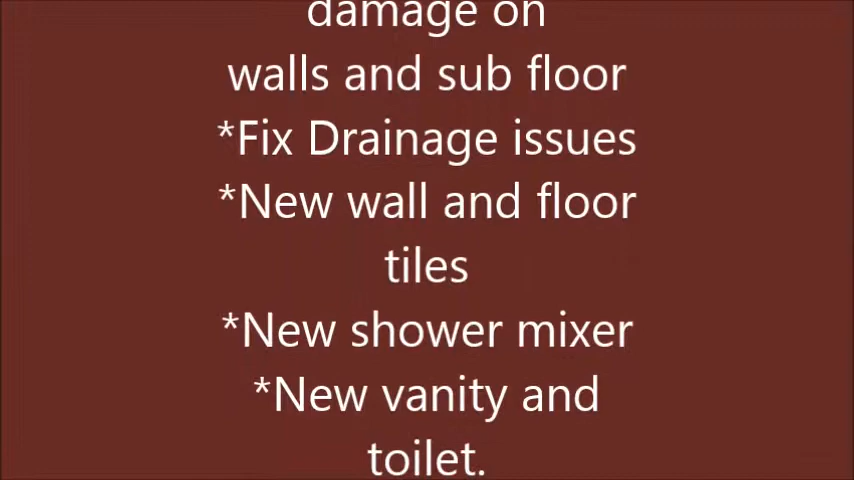 damage on
walls and sub floor
*Fix Drainage issues
*New wall and floor
tiles
*New shower mixer
*New vanity and
toilet.